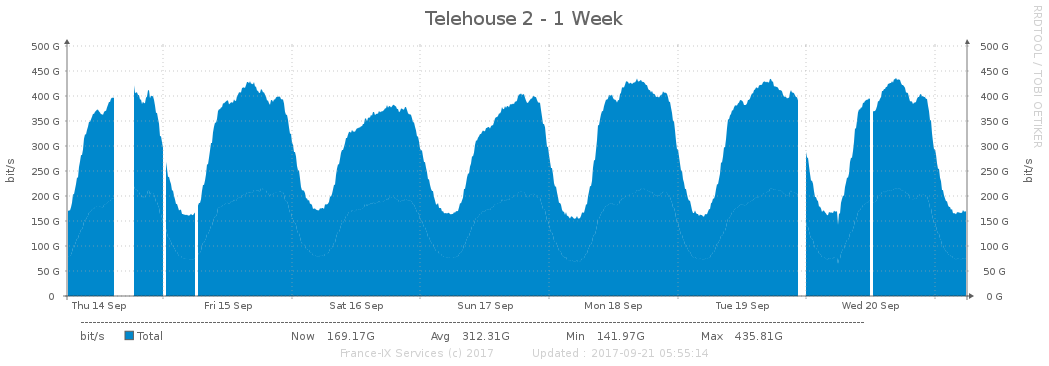 Telehouse 2 - 1 Week
RRDTOOL / TOBI OETIKER
500 G 500 G
450 G 450 G
400 G 400 G
350 G 350 G
300 G 300 G
250 G 250 G
200 G 200 G
150 G 150 G
100 G 100 G
50 G 50 G
0 0 G
bit/s
bit/s
Thu 14 Sep Fri 15 Sep Sat 16 Sep Sun 17 Sep Mon 18 Sep Tue 19 Sep Wed 20 Sep
bit/s Total Now 169.17G Avg 312.31G Min 141.97G Max 435.81G
France-IX Services (c) 2017 Updated : 2017-09-21 05:55:14